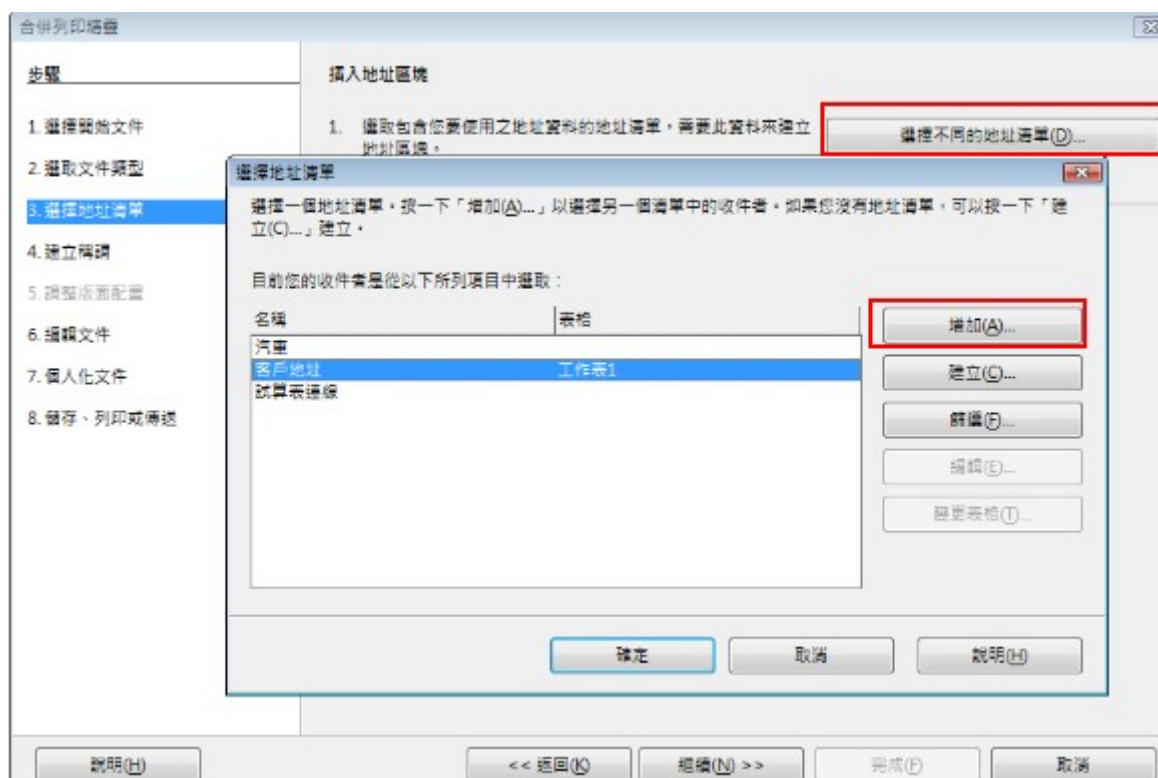 合併列印精靈
步驟
1. 選擇開始文件
2. 選取文件類型
3. 選擇地址清單
4. 建立稱謂
5. 調整版面配置
6. 編輯文件
7. 個人化文件
8. 儲存、列印或傳送
插入地址區塊
1. 選取包含您要使用之地址資料的地址清單。需要此資料來建立
地址區塊。
選擇不同的地址清單(D)...
選擇地址清單
選擇一個地址清單。按一下「增加(A)...」以選擇另一個清單中的收件者。如果您沒有地址清單，可以按一下「建
立(C)...」建立。
目前您的收件者是從以下所列項目中選取：
名稱 表格
汽車
客戶地址 工作表1
試算表連線
增加(A)...
建立(C)...
篩選(F)...
編輯(E)...
變更表格(T)...
確定 取消 說明(H)
說明(H) << 返回(K) 繼續(N) >> 完成(F) 取消